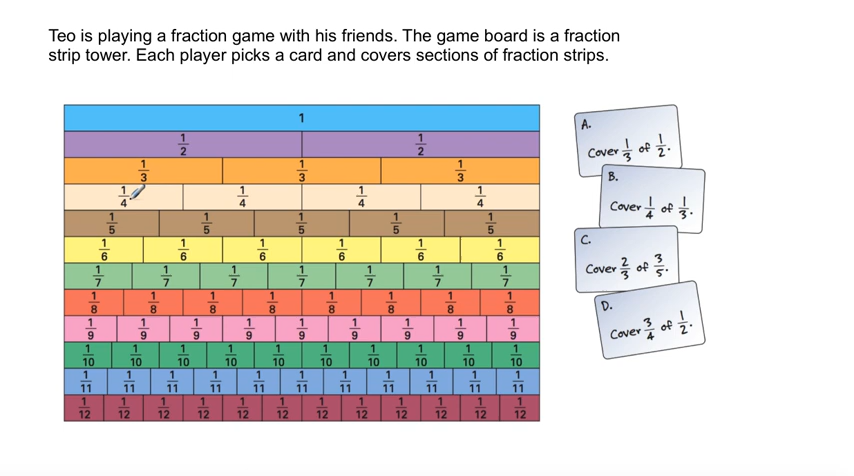 Teo is playing a fraction game with his friends. The game board is a fraction
strip tower. Each player picks a card and covers sections of fraction strips.
1
1/2 1/2
1/3 1/3 1/3
1/4 1/4 1/4 1/4
1/5 1/5 1/5 1/5 1/5
1/6 1/6 1/6 1/6 1/6 1/6
1/7 1/7 1/7 1/7 1/7 1/7 1/7
1/8 1/8 1/8 1/8 1/8 1/8 1/8 1/8
1/9 1/9 1/9 1/9 1/9 1/9 1/9 1/9 1/9
1/10 1/10 1/10 1/10 1/10 1/10 1/10 1/10 1/10 1/10
1/11 1/11 1/11 1/11 1/11 1/11 1/11 1/11 1/11 1/11 1/11
1/12 1/12 1/12 1/12 1/12 1/12 1/12 1/12 1/12 1/12 1/12 1/12
A.
Cover 1/3 of 1/2.
B.
Cover 1/4 of 1/3.
C.
Cover 2/3 of 3/5.
D.
Cover 3/4 of 1/2.